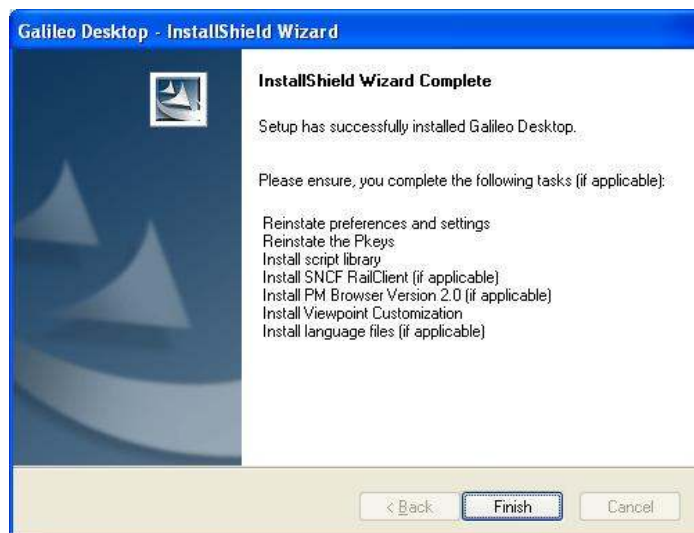 Galileo Desktop - InstallShield Wizard
InstallShield Wizard Complete
Setup has successfully installed Galileo Desktop.
Please ensure, you complete the following tasks (if applicable):
Reinstate preferences and settings
Reinstate the Pkeys
Install script library
Install SNCF RailClient (if applicable)
Install PM Browser Version 2.0 (if applicable)
Install Viewpoint Customization
Install language files (if applicable)
< Back Finish Cancel